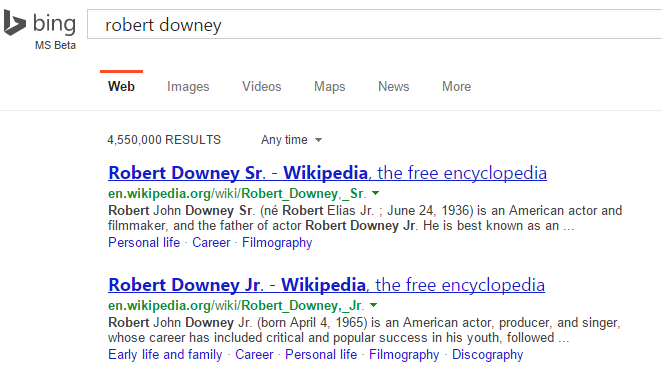 bing
robert downey
MS Beta
Web Images Videos Maps News More
4,550,000 RESULTS Any time
Robert Downey Sr. - Wikipedia, the free encyclopedia
en.wikipedia.org/wiki/Robert_Downey,_Sr.
Robert John Downey Sr. (né Robert Elias Jr. ; June 24, 1936) is an American actor and
filmmaker, and the father of actor Robert Downey Jr. He is best known as an ...
Personal life · Career · Filmography
Robert Downey Jr. - Wikipedia, the free encyclopedia
en.wikipedia.org/wiki/Robert_Downey,_Jr.
Robert John Downey Jr. (born April 4, 1965) is an American actor, producer, and singer,
whose career has included critical and popular success in his youth, followed ...
Early life and family · Career · Personal life · Filmography · Discography